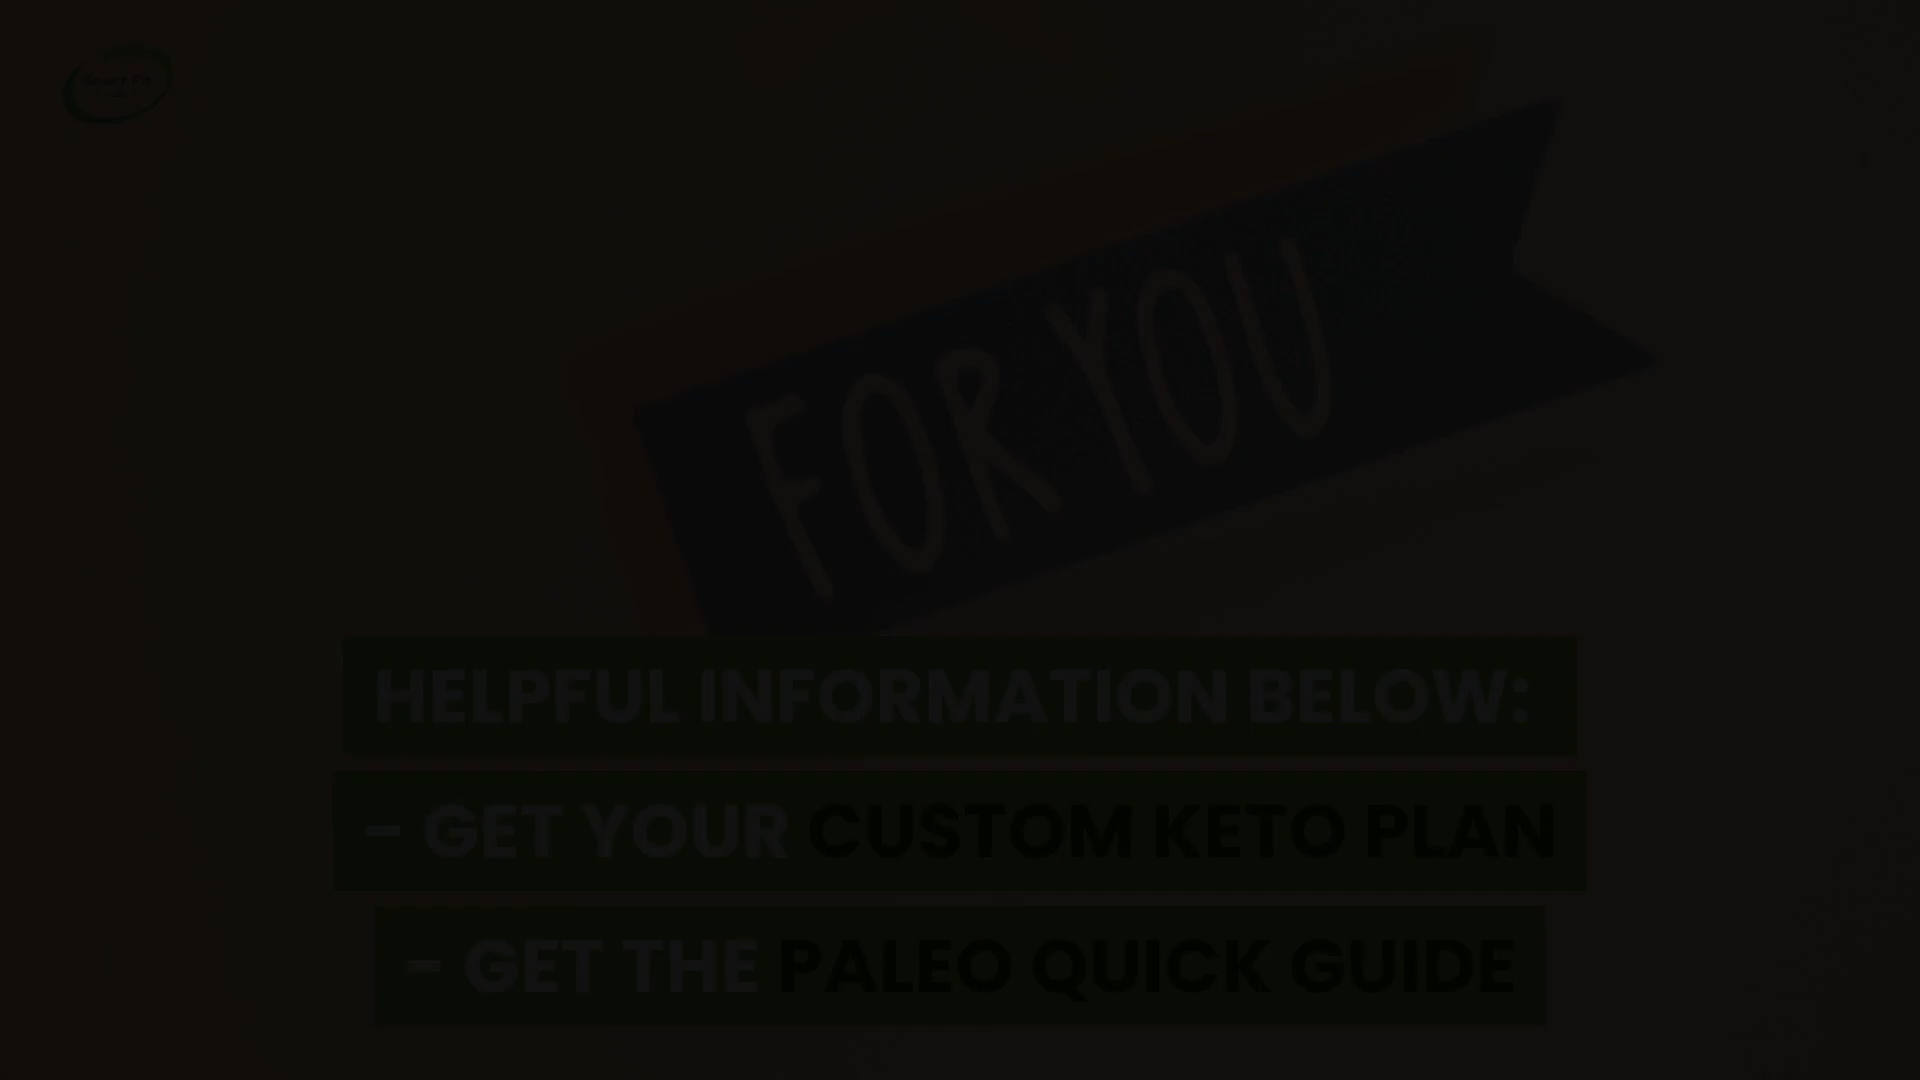 FOR YOU
HELPFUL INFORMATION BELOW:
- GET YOUR CUSTOM KETO PLAN
- GET THE PALEO QUICK GUIDE